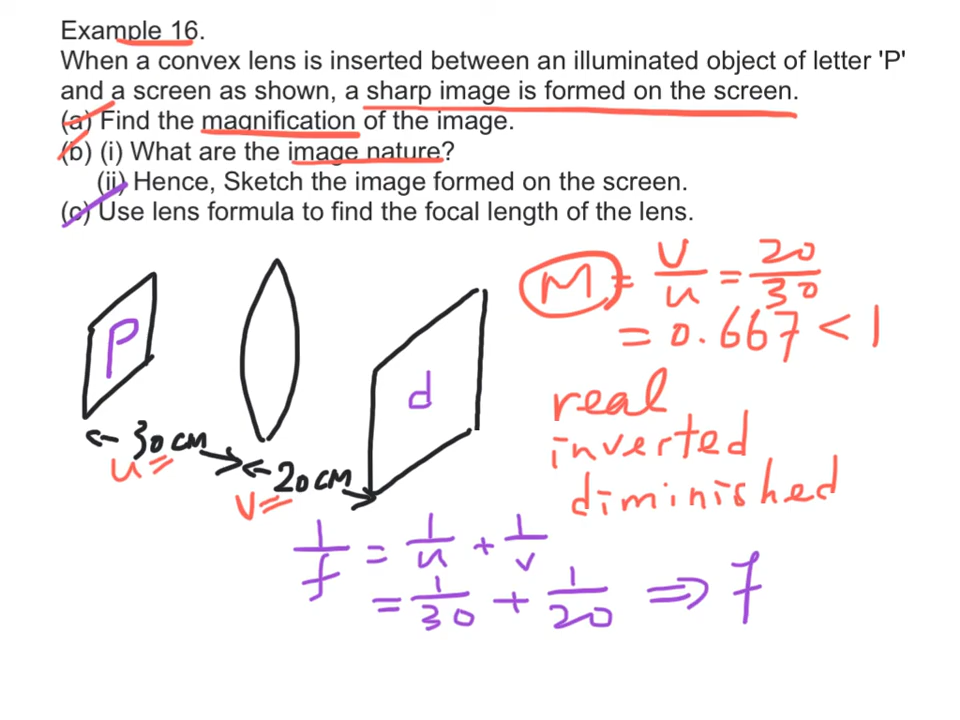 Example 16.
When a convex lens is inserted between an illuminated object of letter 'P'
and a screen as shown, a sharp image is formed on the screen.
(a) Find the magnification of the image.
(b) (i) What are the image nature?
(ii) Hence, Sketch the image formed on the screen.
(c) Use lens formula to find the focal length of the lens.
M = v/u = 20/30
= 0.667 < 1
P
d
real
inverted
diminished
← 30 cm →
u =
← 20 cm →
v =
1/f = 1/u + 1/v
= 1/30 + 1/20 ⇒ f